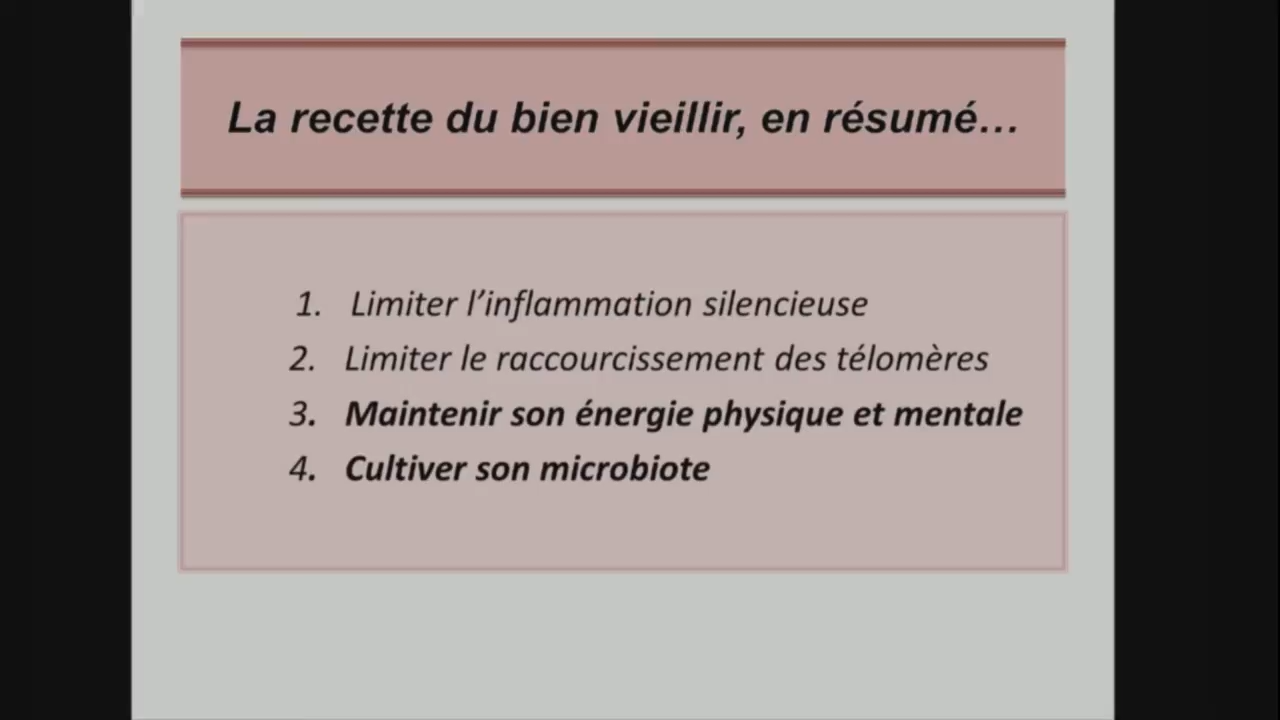 La recette du bien vieillir, en résumé…
1. Limiter l’inflammation silencieuse
2. Limiter le raccourcissement des télomères
3. Maintenir son énergie physique et mentale
4. Cultiver son microbiote